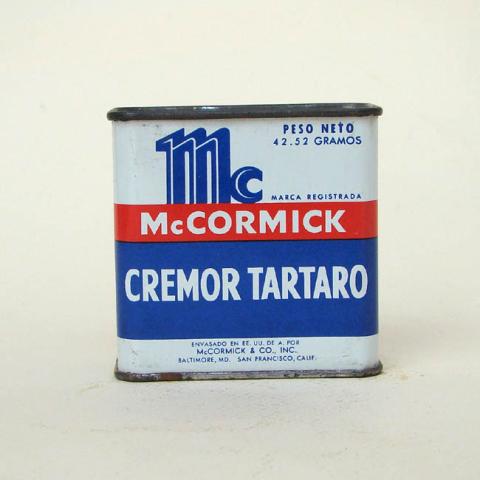 PESO NETO
42.52 GRAMOS
Mc
MARCA REGISTRADA
McCORMICK
CREMOR TARTARO
ENVASADO EN EE. UU. DE A. POR
McCORMICK & CO., INC.
BALTIMORE, MD. SAN FRANCISCO, CALIF.